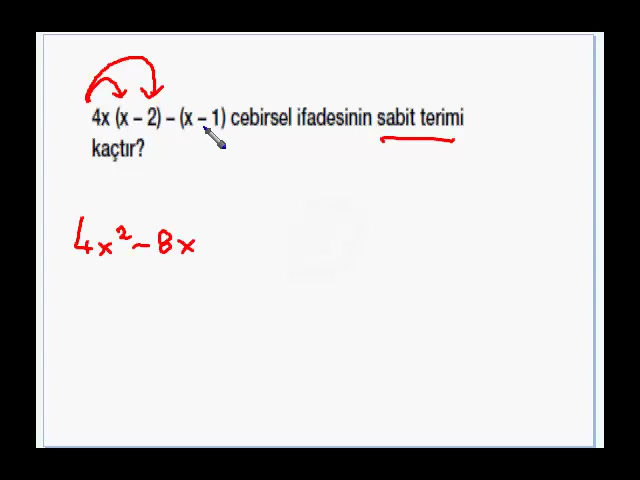 4x (x – 2) – (x – 1) cebirsel ifadesinin sabit terimi
kaçtır?
4x² – 8x